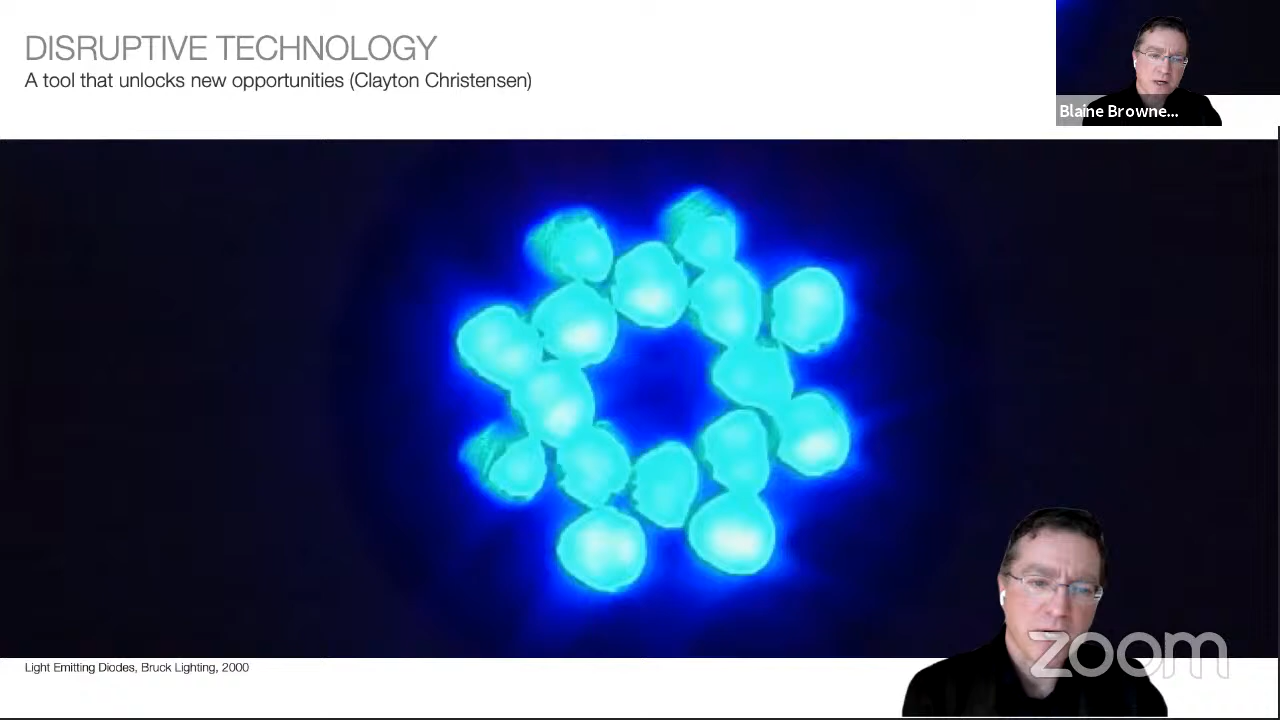 DISRUPTIVE TECHNOLOGY
A tool that unlocks new opportunities (Clayton Christensen)
Blaine Browne...
Light Emitting Diodes, Bruck Lighting, 2000
zoom